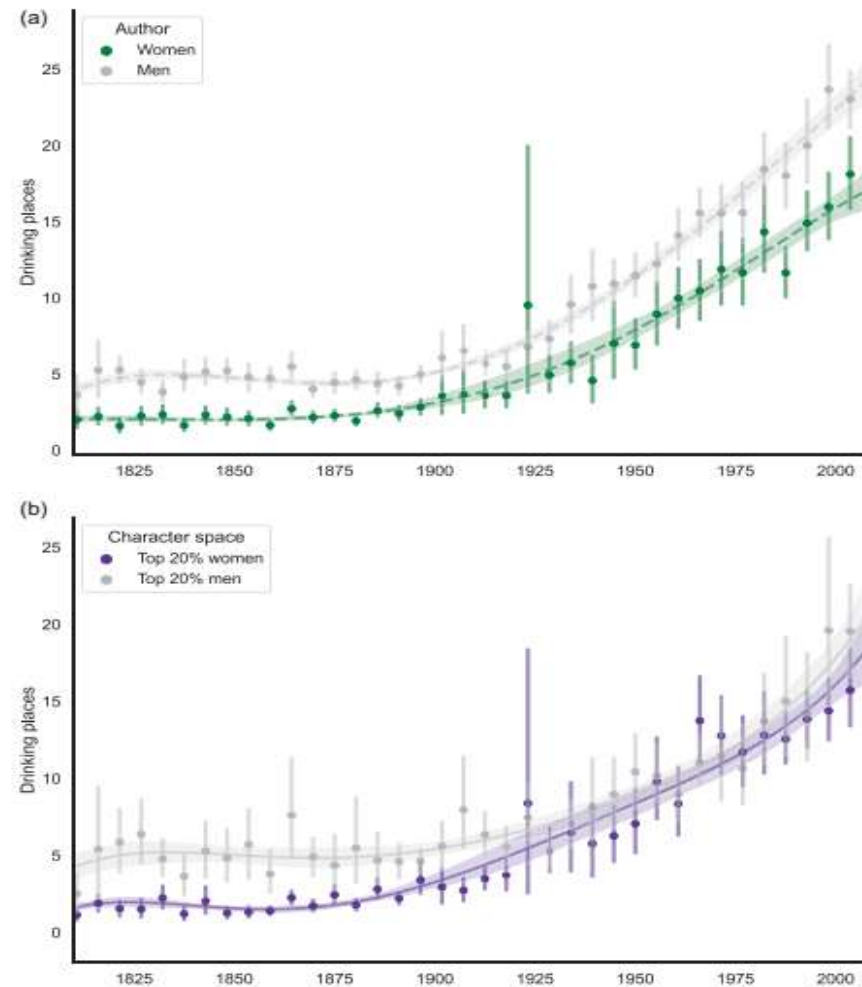 (a)
Author
Women
Men
25
20
15
10
5
0
Drinking places
1825 1850 1875 1900 1925 1950 1975 2000
(b)
Character space
Top 20% women
Top 20% men
25
20
15
10
5
0
Drinking places
1825 1850 1875 1900 1925 1950 1975 2000